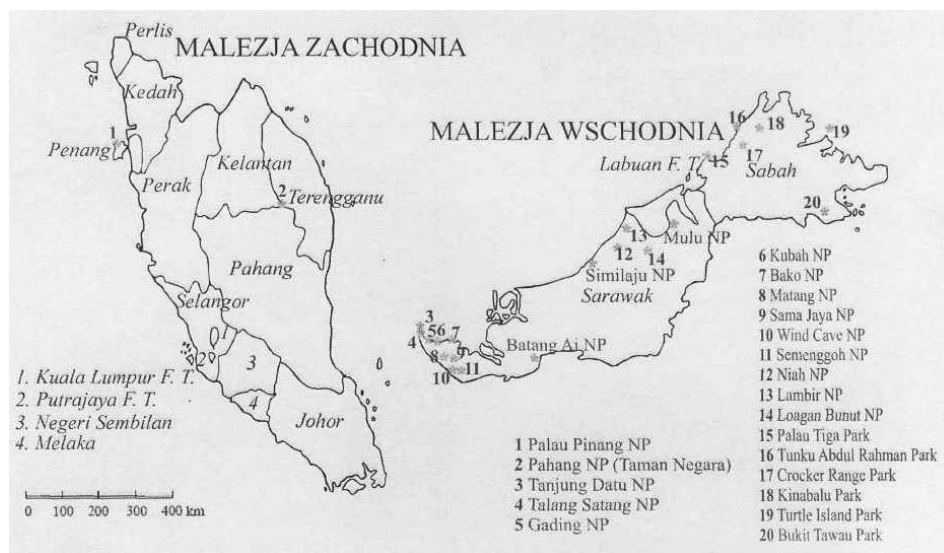 Perlis
MALEZJA ZACHODNIA
Kedah
1
Penang
Kelantan
Perak
2
Terengganu
Pahang
Selangor
1
2
3
4
Johor
1. Kuala Lumpur F. T.
2. Putrajaya F. T.
3. Negeri Sembilan
4. Melaka
0 100 200 300 400 km
MALEZJA WSCHODNIA
16
18
19
Labuan F. T.
15
17
Sabah
20
13
Mulu NP
12
14
Similaju NP
Sarawak
3
4
56
7
8
9
Batang Ai NP
10
11
1 Palau Pinang NP
2 Pahang NP (Taman Negara)
3 Tanjung Datu NP
4 Talang Satang NP
5 Gading NP
6 Kubah NP
7 Bako NP
8 Matang NP
9 Sama Jaya NP
10 Wind Cave NP
11 Semenggoh NP
12 Niah NP
13 Lambir NP
14 Loagan Bunut NP
15 Palau Tiga Park
16 Tunku Abdul Rahman Park
17 Crocker Range Park
18 Kinabalu Park
19 Turtle Island Park
20 Bukit Tawau Park